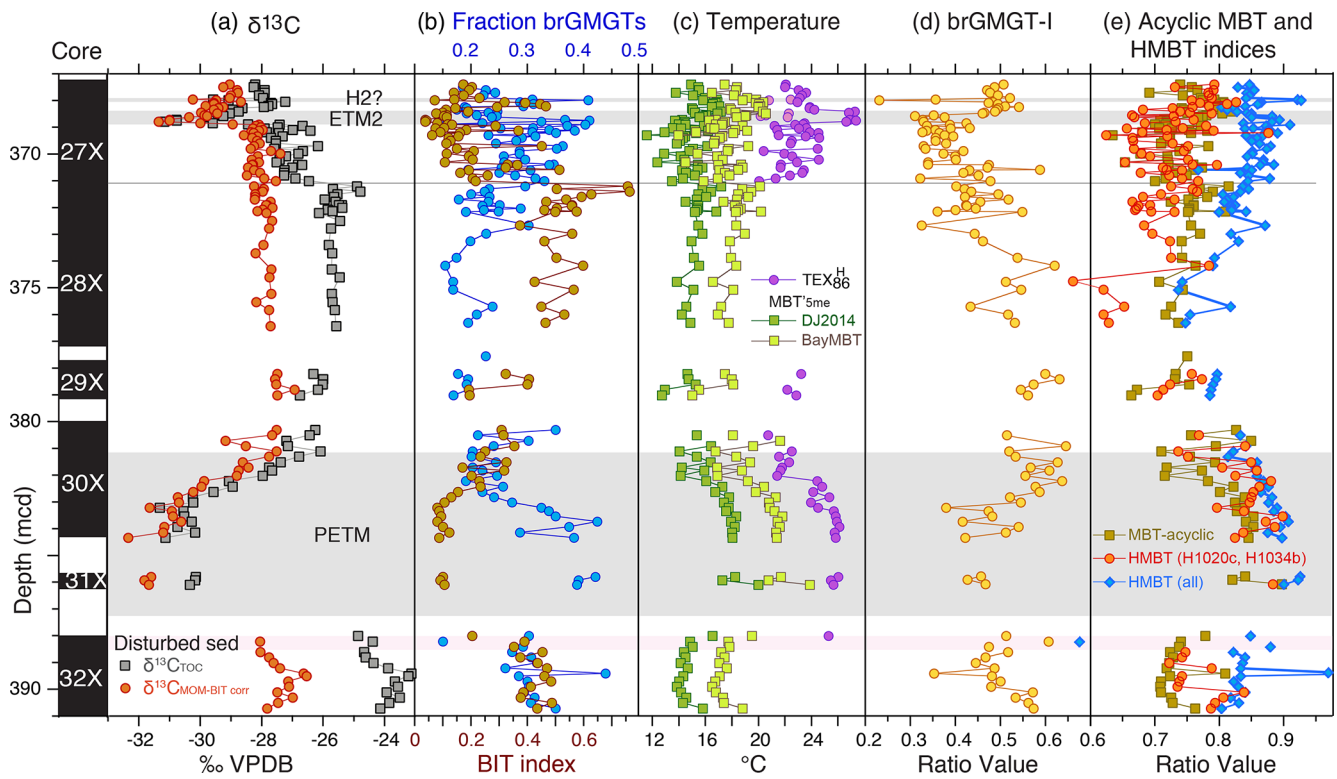 (a) δ13C
(b) Fraction brGMGTs
(c) Temperature
(d) brGMGT-I
(e) Acyclic MBT and
HMBT indices
Core
0.2 0.3 0.4 0.5
H2?
ETM2
27X
370
28X
375
TEX H 86
MBT'5me
DJ2014
BayMBT
29X
380
30X
PETM
MBT-acyclic
HMBT (H1020c, H1034b)
HMBT (all)
31X
Depth (mcd)
Disturbed sed
δ13CTOC
δ13CMOM-BIT corr
32X
390
-32 -30 -28 -26 -24
0 0.2 0.4 0.6
12 16 20 24
0.2 0.3 0.4 0.5 0.6
0.6 0.7 0.8 0.9
‰ VPDB
BIT index
°C
Ratio Value
Ratio Value